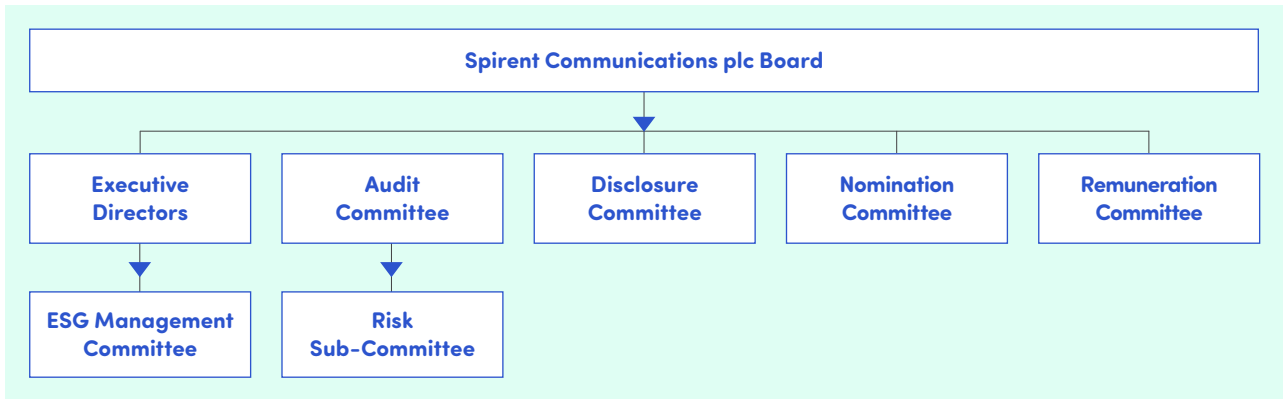 Spirent Communications plc Board
Executive
Directors
Audit
Committee
Disclosure
Committee
Nomination
Committee
Remuneration
Committee
ESG Management
Committee
Risk
Sub-Committee